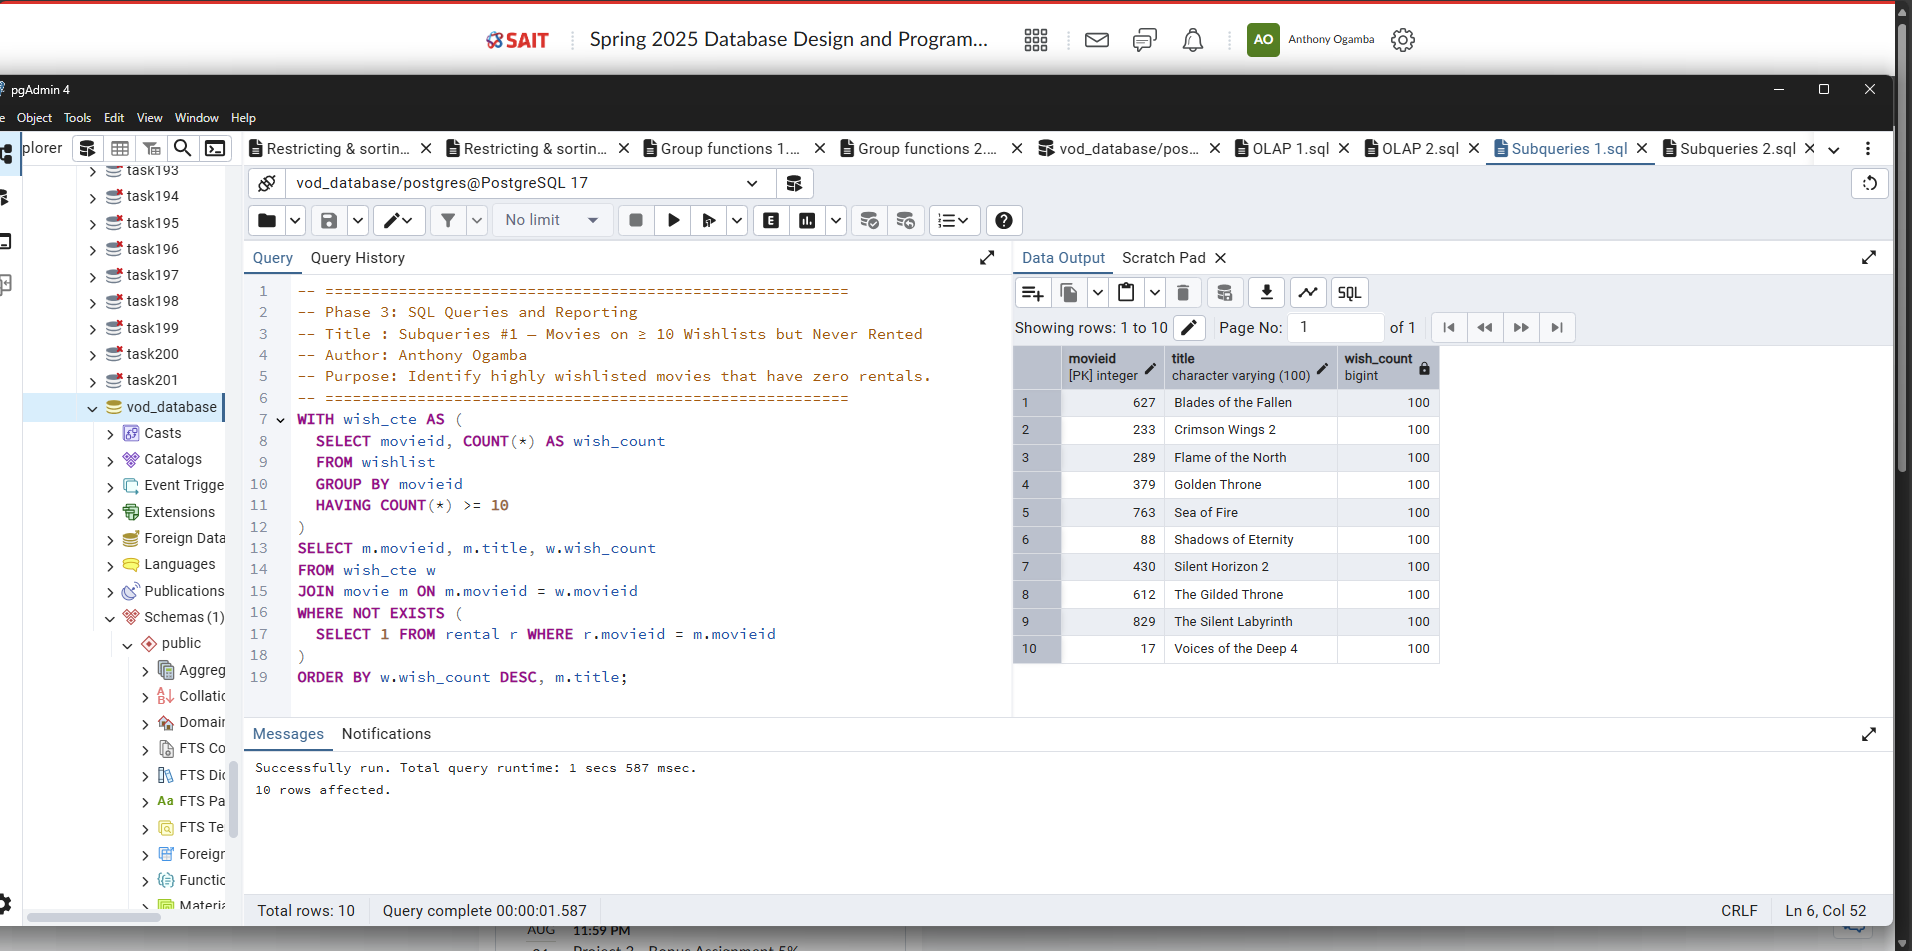 SAIT
Spring 2025 Database Design and Program...
AO
Anthony Ogamba
pgAdmin 4
Object Tools Edit View Window Help
plorer
Restricting & sortin...
Restricting & sortin...
Group functions 1....
Group functions 2....
vod_database/pos...
OLAP 1.sql
OLAP 2.sql
Subqueries 1.sql
Subqueries 2.sql
task193
task194
task195
task196
task197
task198
task199
task200
task201
vod_database
Casts
Catalogs
Event Trigge
Extensions
Foreign Data
Languages
Publications
Schemas (1)
public
Aggreg
Collatic
Domair
FTS Co
FTS Dic
Aa FTS Pa
FTS Te
Foreigr
Functic
Materia
vod_database/postgres@PostgreSQL 17
No limit
E
Query Query History
1 -- =========================================================
2 -- Phase 3: SQL Queries and Reporting
3 -- Title : Subqueries #1 – Movies on ≥ 10 Wishlists but Never Rented
4 -- Author: Anthony Ogamba
5 -- Purpose: Identify highly wishlisted movies that have zero rentals.
6 -- =========================================================
7 WITH wish_cte AS (
8 SELECT movieid, COUNT(*) AS wish_count
9 FROM wishlist
10 GROUP BY movieid
11 HAVING COUNT(*) >= 10
12 )
13 SELECT m.movieid, m.title, w.wish_count
14 FROM wish_cte w
15 JOIN movie m ON m.movieid = w.movieid
16 WHERE NOT EXISTS (
17 SELECT 1 FROM rental r WHERE r.movieid = m.movieid
18 )
19 ORDER BY w.wish_count DESC, m.title;
Data Output Scratch Pad
SQL
Showing rows: 1 to 10 Page No: 1 of 1
movieid title wish_count
[PK] integer character varying (100) bigint
1 627 Blades of the Fallen 100
2 233 Crimson Wings 2 100
3 289 Flame of the North 100
4 379 Golden Throne 100
5 763 Sea of Fire 100
6 88 Shadows of Eternity 100
7 430 Silent Horizon 2 100
8 612 The Gilded Throne 100
9 829 The Silent Labyrinth 100
10 17 Voices of the Deep 4 100
Messages Notifications
Successfully run. Total query runtime: 1 secs 587 msec.
10 rows affected.
Total rows: 10 Query complete 00:00:01.587
CRLF Ln 6, Col 52
AUG 11:59 PM